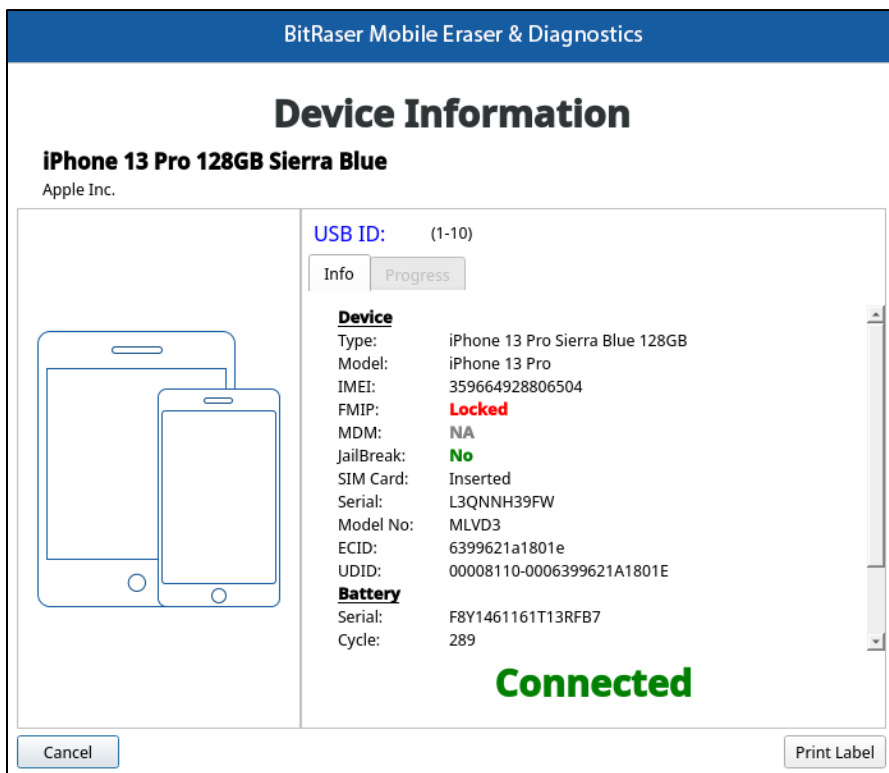 BitRaser Mobile Eraser & Diagnostics
Device Information
iPhone 13 Pro 128GB Sierra Blue
Apple Inc.
USB ID: (1-10)
Info Progress
Device
Type: iPhone 13 Pro Sierra Blue 128GB
Model: iPhone 13 Pro
IMEI: 359664928806504
FMIP: Locked
MDM: NA
JailBreak: No
SIM Card: Inserted
Serial: L3QNNH39FW
Model No: MLVD3
ECID: 6399621a1801e
UDID: 00008110-0006399621A1801E
Battery
Serial: F8Y1461161T13RFB7
Cycle: 289
Connected
Cancel Print Label